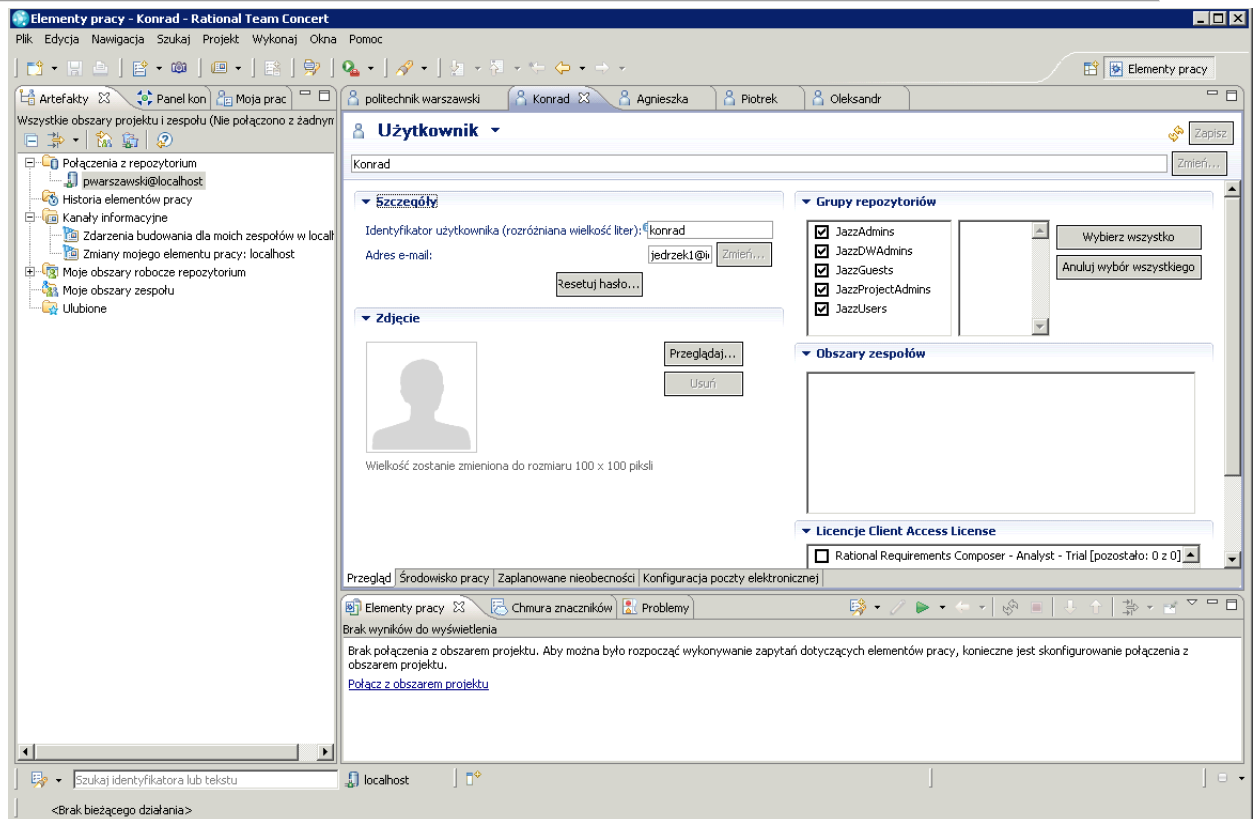 Elementy pracy - Konrad - Rational Team Concert
Plik Edycja Nawigacja Szukaj Projekt Wykonaj Okna Pomoc
Elementy pracy
Artefakty
Panel kon
Moja prac
Wszystkie obszary projektu i zespołu (Nie połączono z żadnym
Połączenia z repozytorium
pwarszawski@localhost
Historia elementów pracy
Kanały informacyjne
Zdarzenia budowania dla moich zespołów w local
Zmiany mojego elementu pracy: localhost
Moje obszary robocze repozytorium
Moje obszary zespołu
Ulubione
politechnik warszawski
Konrad
Agnieszka
Piotrek
Oleksandr
Użytkownik
Zapisz
Konrad
Zmień...
Szczegóły
Identyfikator użytkownika (rozróżniana wielkość liter): konrad
Adres e-mail: jedrzek1@l Zmień...
Resetuj hasło...
Zdjęcie
Przeglądaj...
Usuń
Wielkość zostanie zmieniona do rozmiaru 100 x 100 piksli
Grupy repozytoriów
JazzAdmins
JazzDWAdmins
JazzGuests
JazzProjectAdmins
JazzUsers
Wybierz wszystko
Anuluj wybór wszystkiego
Obszary zespołów
Licencje Client Access License
Rational Requirements Composer - Analyst - Trial [pozostało: 0 z 0]
Przegląd Środowisko pracy Zaplanowane nieobecności Konfiguracja poczty elektronicznej
Elementy pracy
Chmura znaczników
Problemy
Brak wyników do wyświetlenia
Brak połączenia z obszarem projektu. Aby można było rozpocząć wykonywanie zapytań dotyczących elementów pracy, konieczne jest skonfigurowanie połączenia z
obszarem projektu.
Połącz z obszarem projektu
Szukaj identyfikatora lub tekstu
localhost
<Brak bieżącego działania>